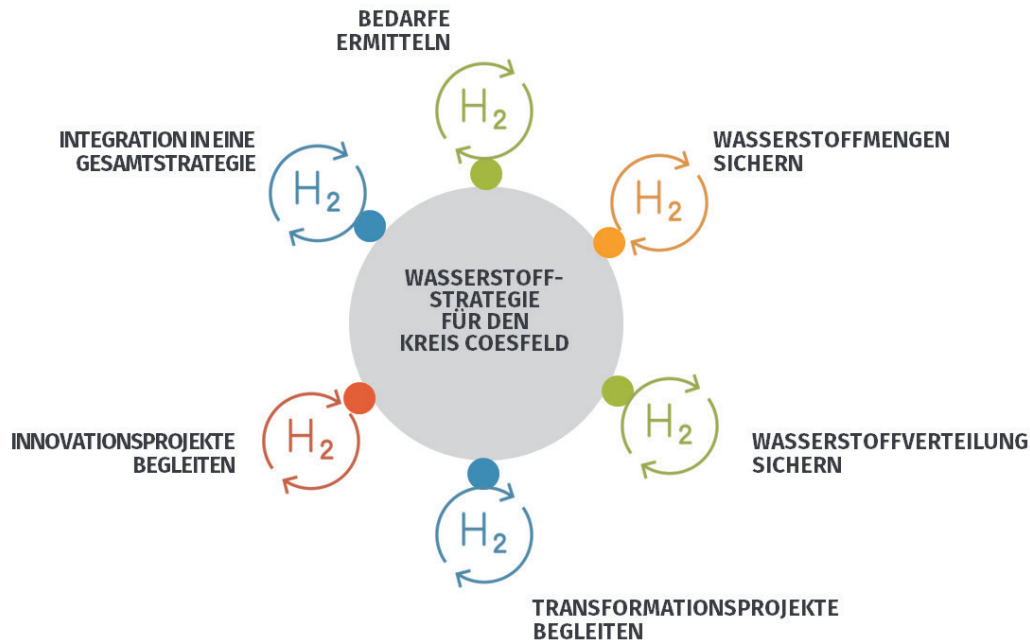 BEDARFE
ERMITTELN
H2
WASSERSTOFFMENGEN
SICHERN
H2
WASSERSTOFFVERTEILUNG
SICHERN
H2
TRANSFORMATIONSPROJEKTE
BEGLEITEN
H2
INNOVATIONSPROJEKTE
BEGLEITEN
H2
INTEGRATION IN EINE
GESAMTSTRATEGIE
H2
WASSERSTOFF-
STRATEGIE
FÜR DEN
KREIS COESFELD